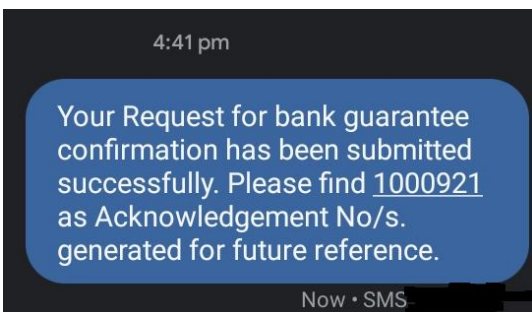 4:41 pm
Your Request for bank guarantee
confirmation has been submitted
successfully. Please find 1000921
as Acknowledgement No/s.
generated for future reference.
Now • SMS